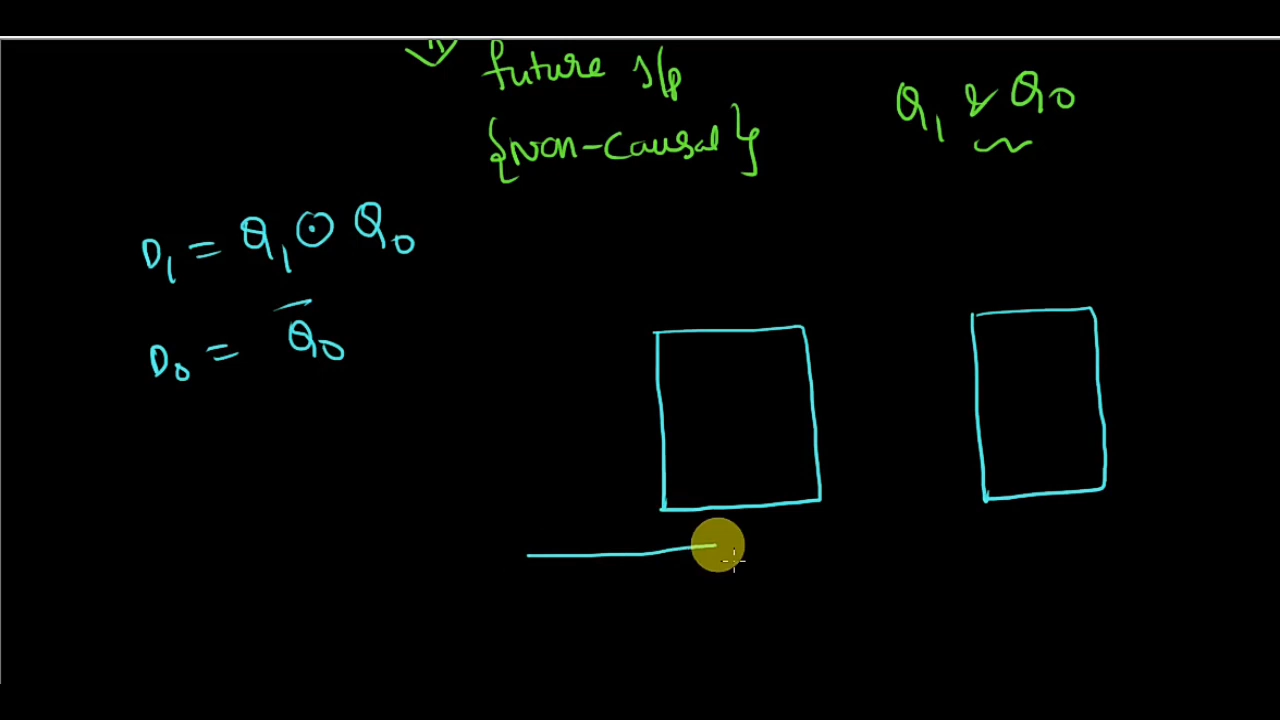 future i/p
{Non-causal}
Q₁ & Q₀
D₁ = Q₁ ⊙ Q₀
D₀ = Q̅₀